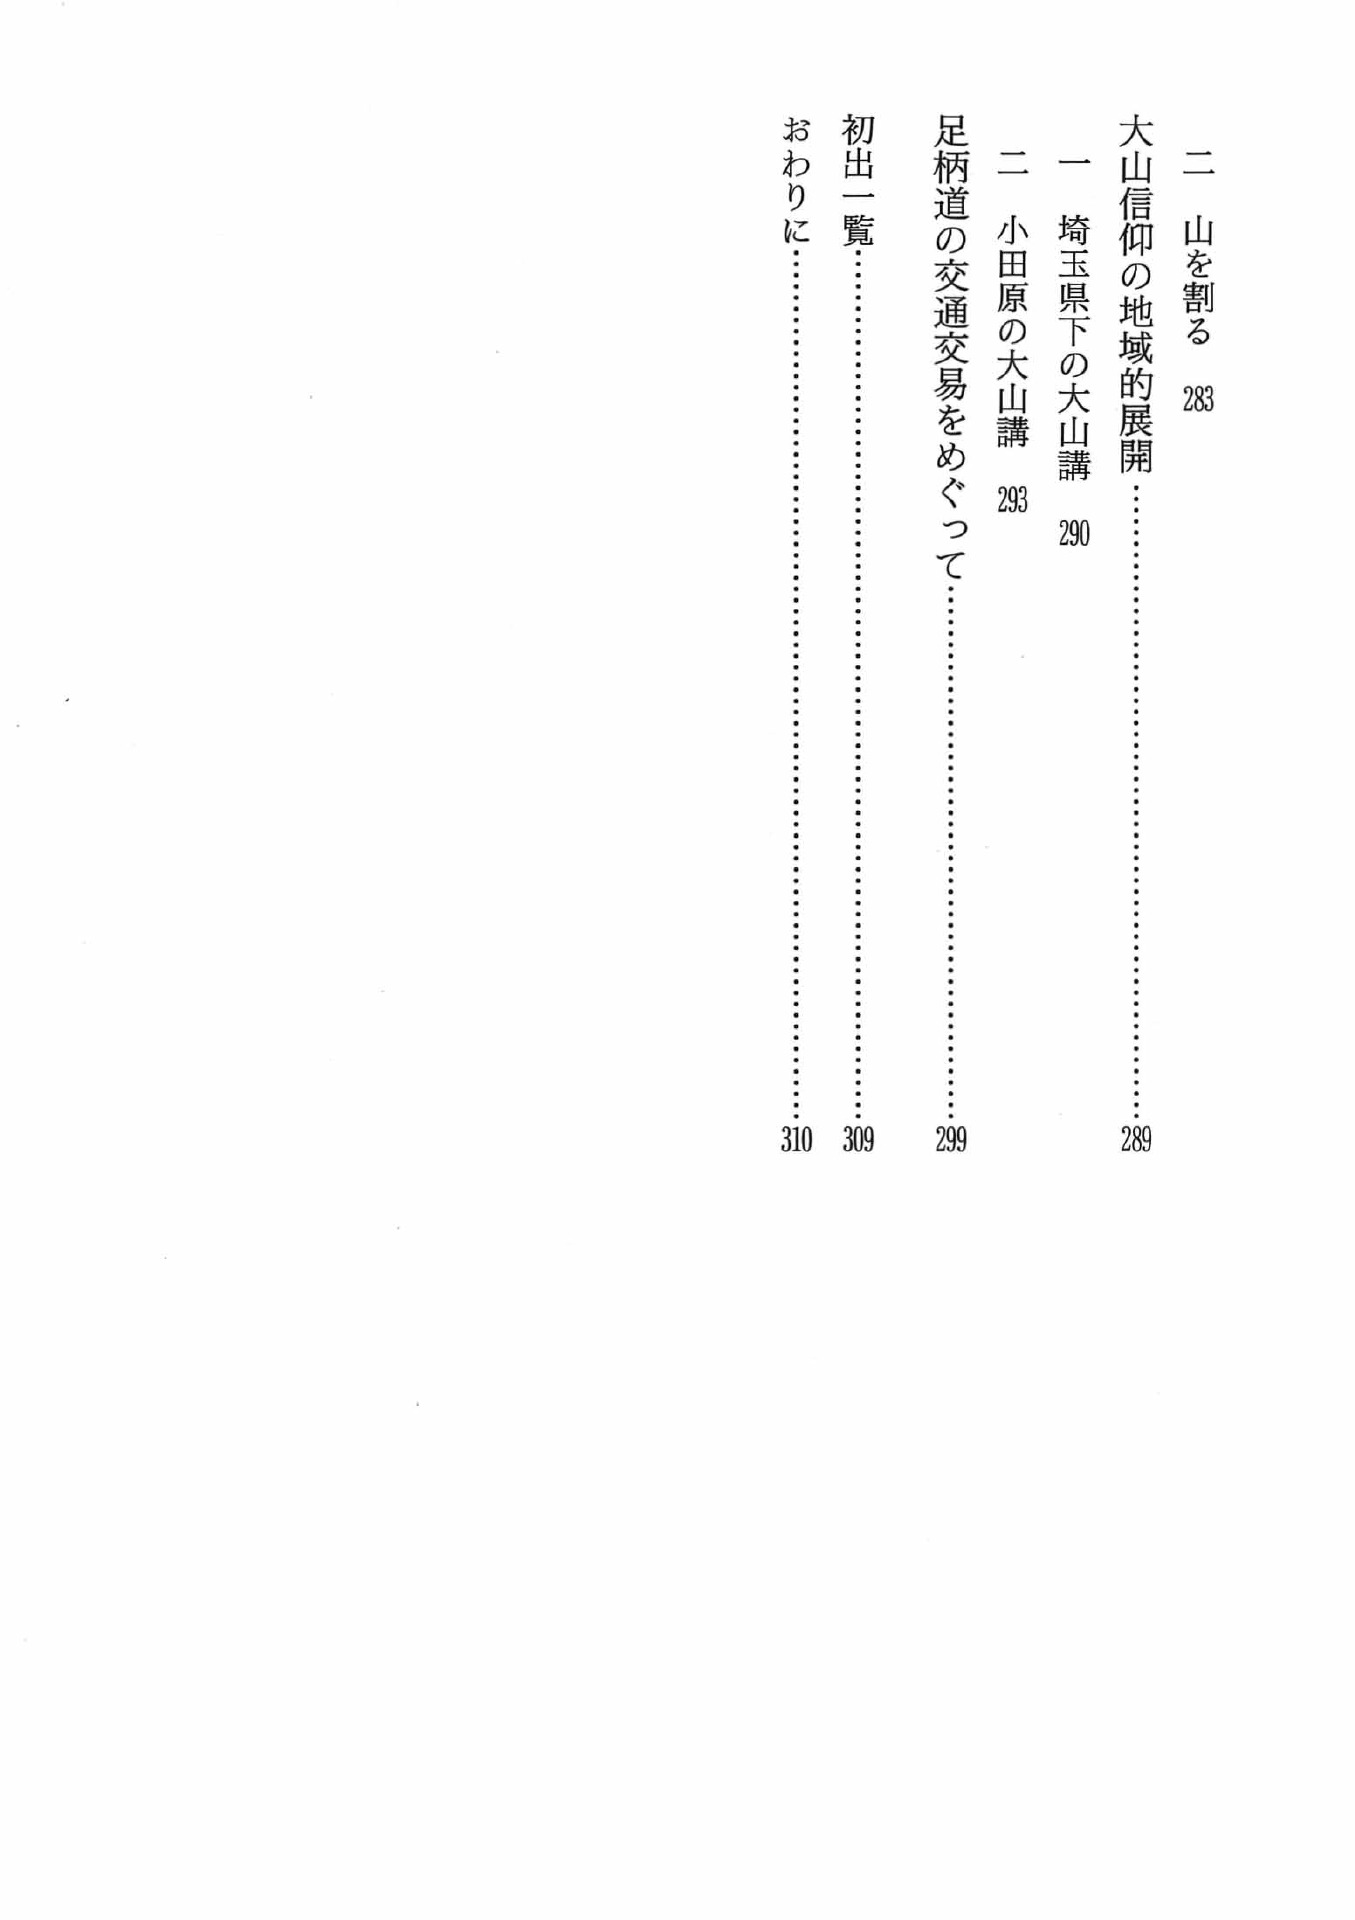 二　山を割る　283
大山信仰の地域的展開……………………289
一　埼玉県下の大山講　290
二　小田原の大山講　293
足柄道の交通交易をめぐって……………………299
初出一覧……………………309
おわりに……………………310